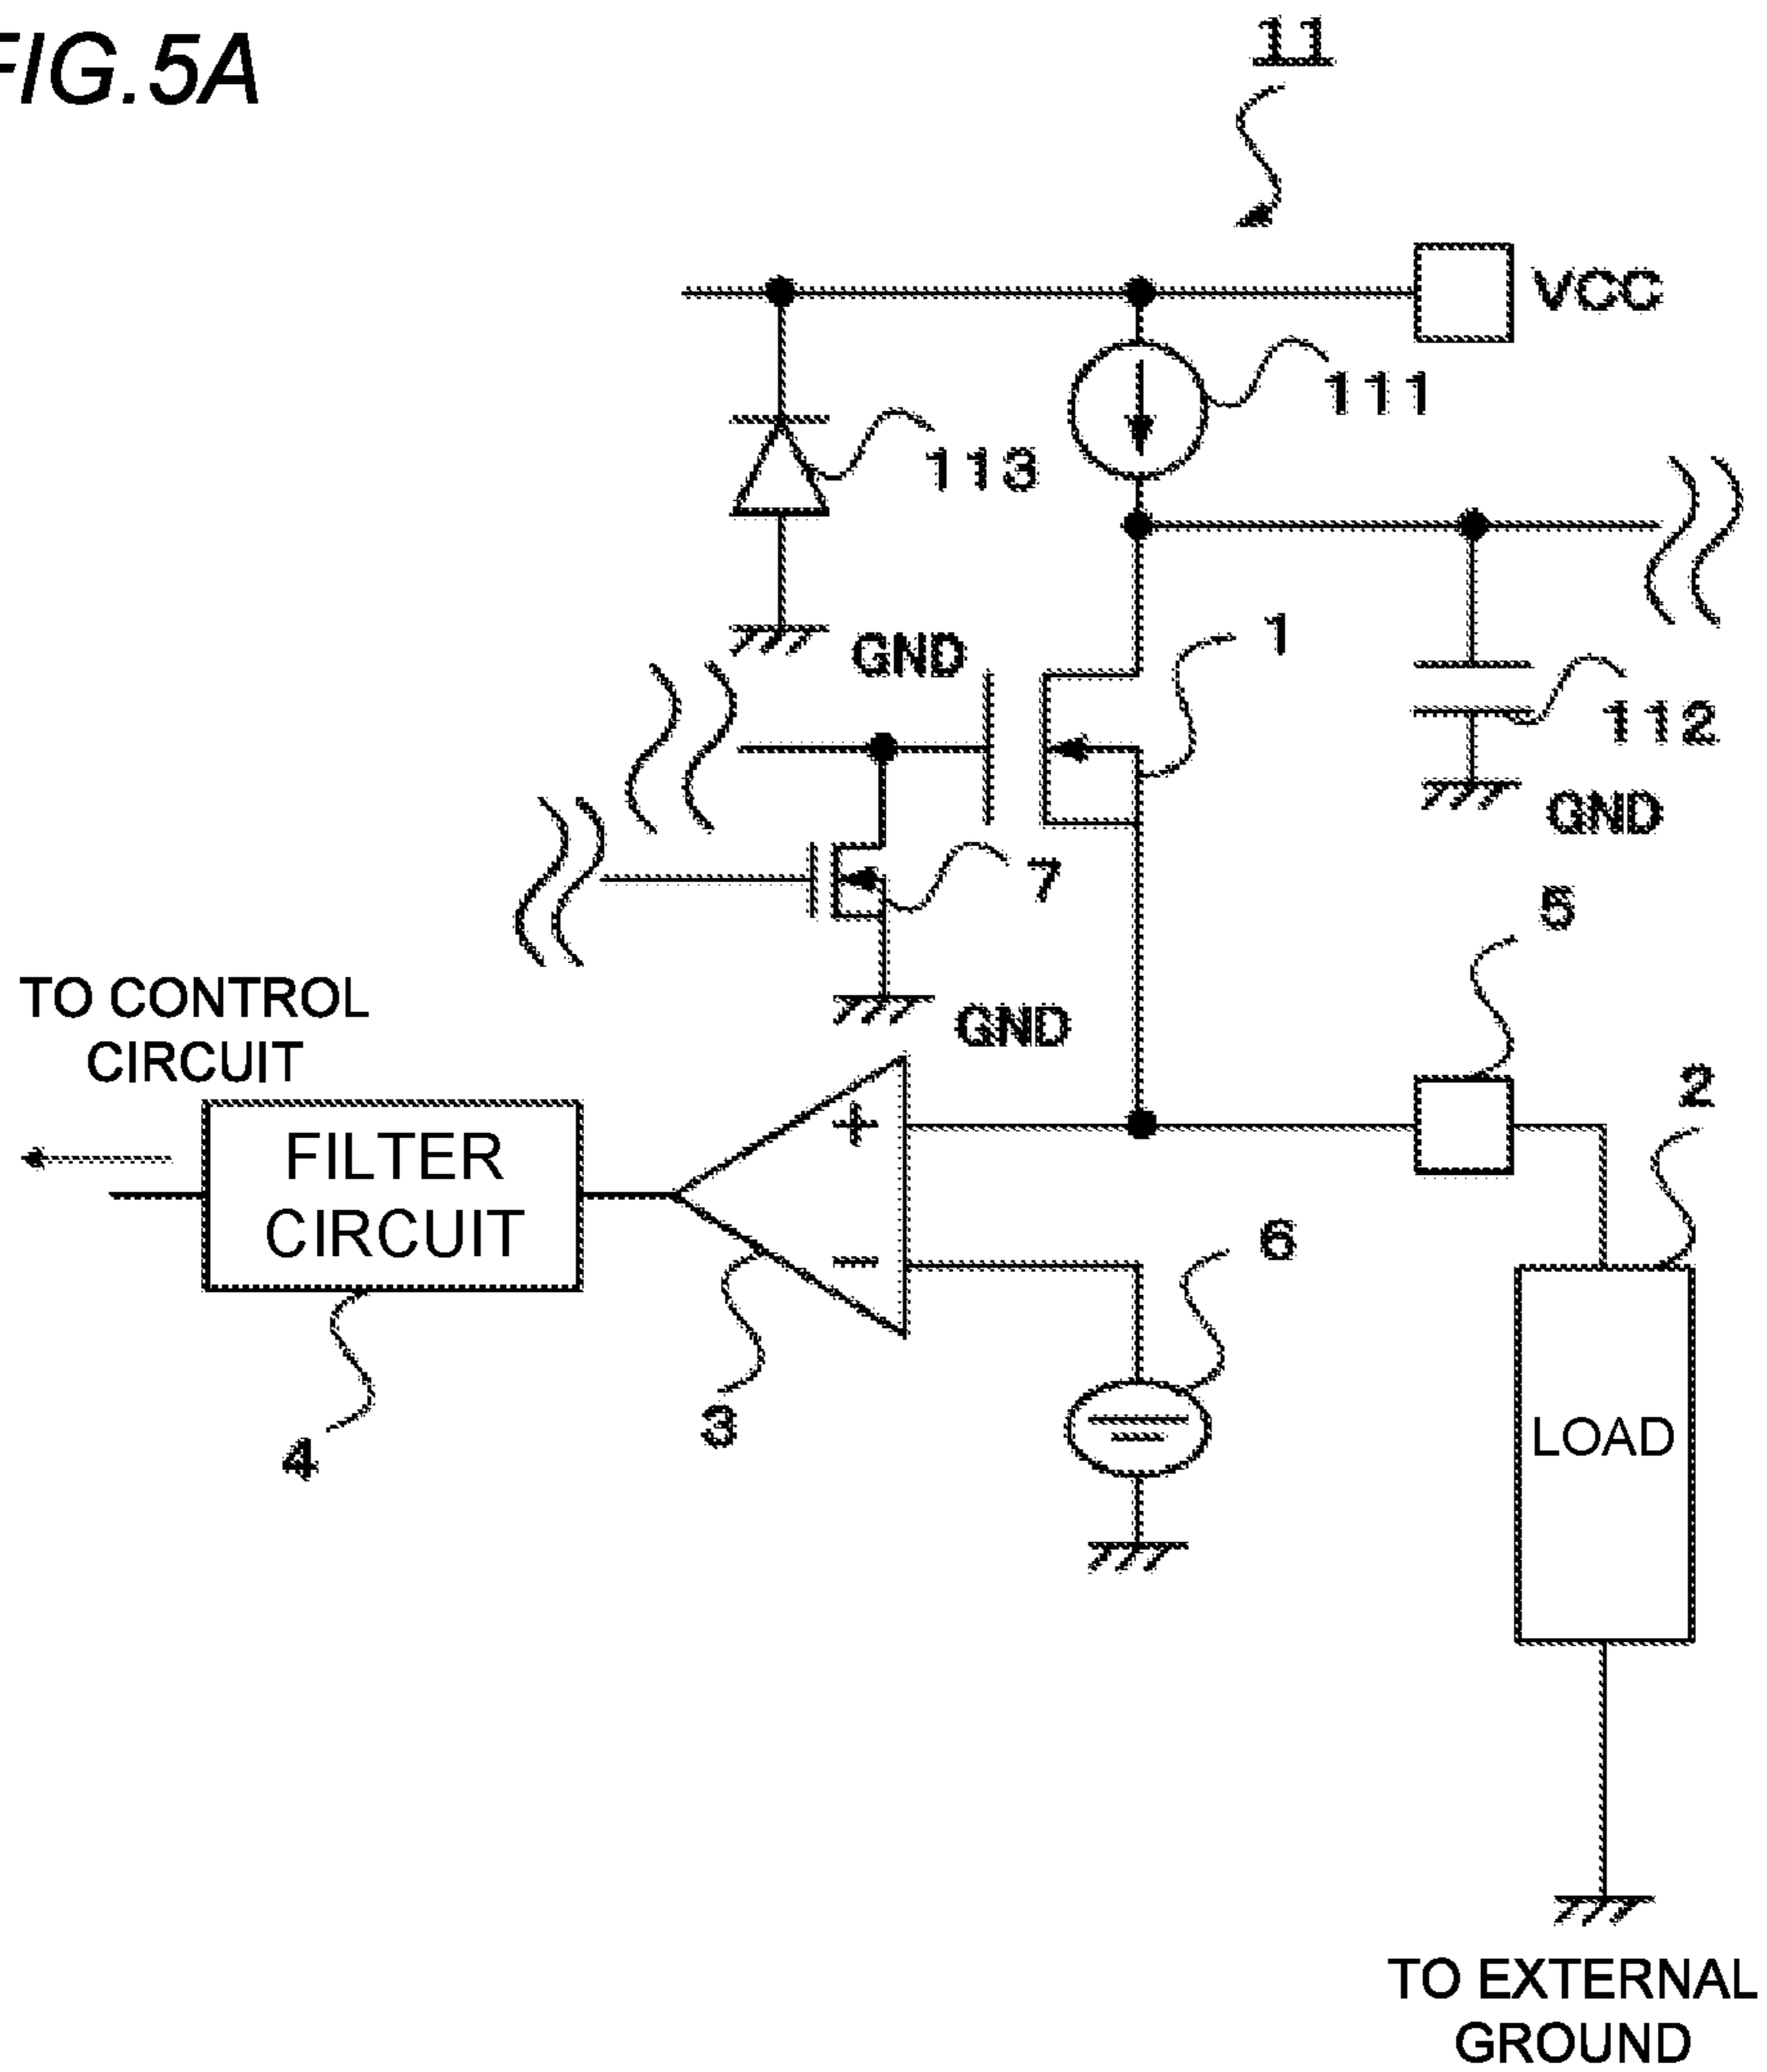 FIG.5A
11
VCC
111
113
1
GND
112
GND
7
5
TO CONTROL
CIRCUIT
GND
2
FILTER
CIRCUIT
+
−
6
3
4
LOAD
TO EXTERNAL
GROUND